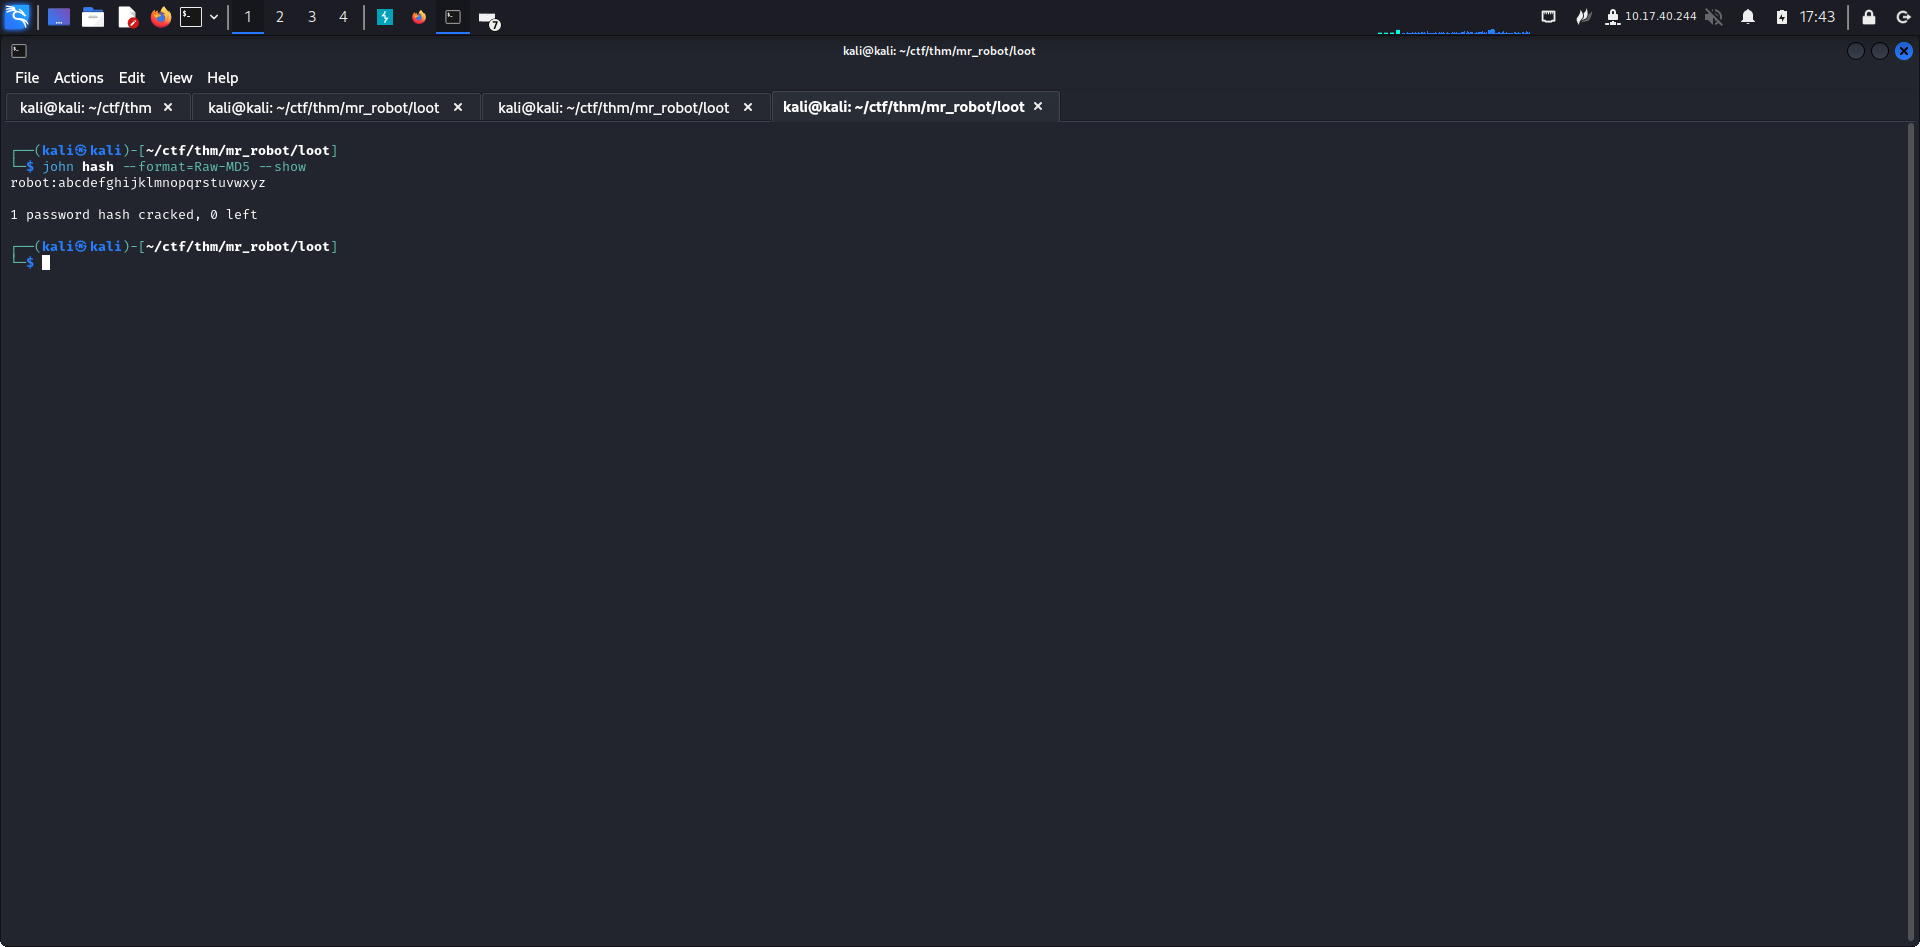 1 2 3 4 7 10.17.40.244 17:43
kali@kali: ~/ctf/thm/mr_robot/loot
File Actions Edit View Help
kali@kali: ~/ctf/thm × kali@kali: ~/ctf/thm/mr_robot/loot × kali@kali: ~/ctf/thm/mr_robot/loot × kali@kali: ~/ctf/thm/mr_robot/loot ×
┌──(kali㉿kali)-[~/ctf/thm/mr_robot/loot]
└─$ john hash --format=Raw-MD5 --show
robot:abcdefghijklmnopqrstuvwxyz
1 password hash cracked, 0 left
┌──(kali㉿kali)-[~/ctf/thm/mr_robot/loot]
└─$